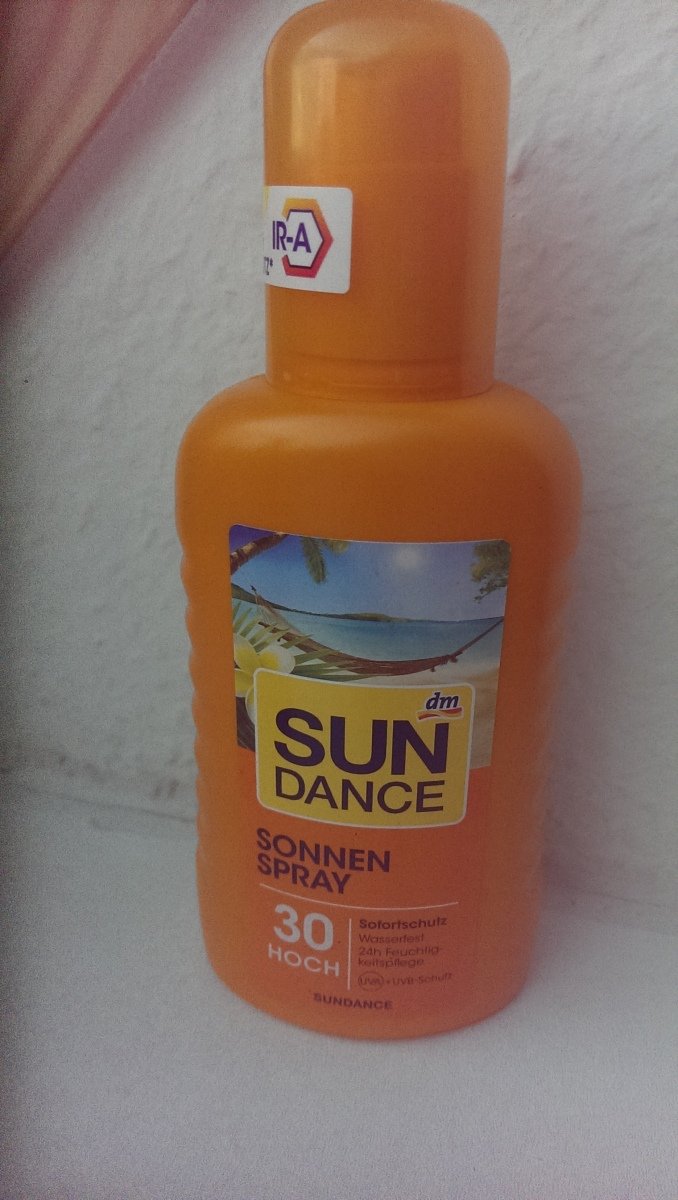 IR-A
dm
SUN
DANCE
SONNEN
SPRAY
30
HOCH
Sofortschutz
Wasserfest
24h Feuchtig-
keitspflege
UVA+UVB-Schutz
SUNDANCE